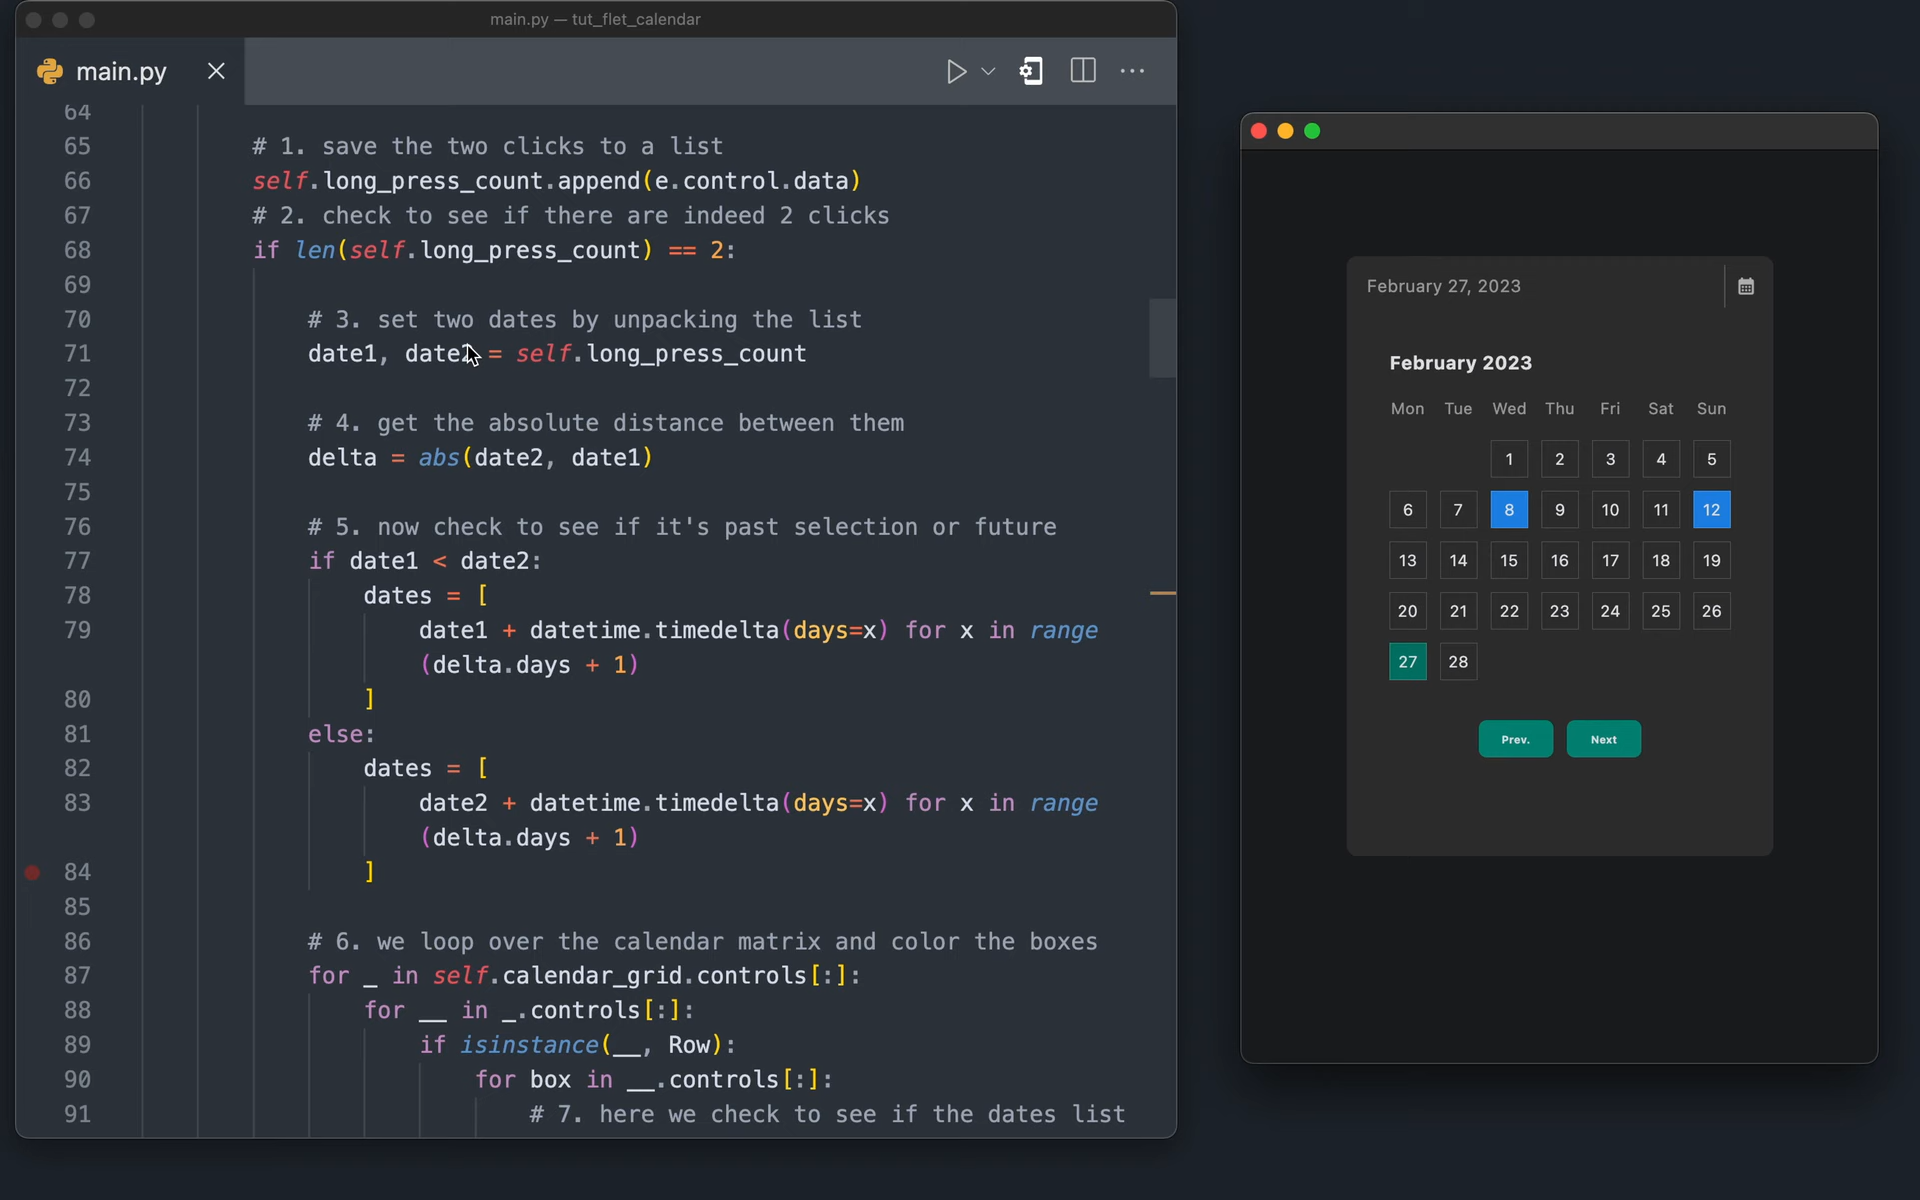 main.py — tut_flet_calendar
main.py
64
65 # 1. save the two clicks to a list
66 self.long_press_count.append(e.control.data)
67 # 2. check to see if there are indeed 2 clicks
68 if len(self.long_press_count) == 2:
69
70 # 3. set two dates by unpacking the list
71 date1, date2 = self.long_press_count
72
73 # 4. get the absolute distance between them
74 delta = abs(date2, date1)
75
76 # 5. now check to see if it's past selection or future
77 if date1 < date2:
78 dates = [
79 date1 + datetime.timedelta(days=x) for x in range
(delta.days + 1)
80 ]
81 else:
82 dates = [
83 date2 + datetime.timedelta(days=x) for x in range
(delta.days + 1)
84 ]
85
86 # 6. we loop over the calendar matrix and color the boxes
87 for _ in self.calendar_grid.controls[:]:
88 for __ in _.controls[:]:
89 if isinstance(__, Row):
90 for box in __.controls[:]:
91 # 7. here we check to see if the dates list
February 27, 2023
February 2023
Mon Tue Wed Thu Fri Sat Sun
1 2 3 4 5
6 7 8 9 10 11 12
13 14 15 16 17 18 19
20 21 22 23 24 25 26
27 28
Prev. Next